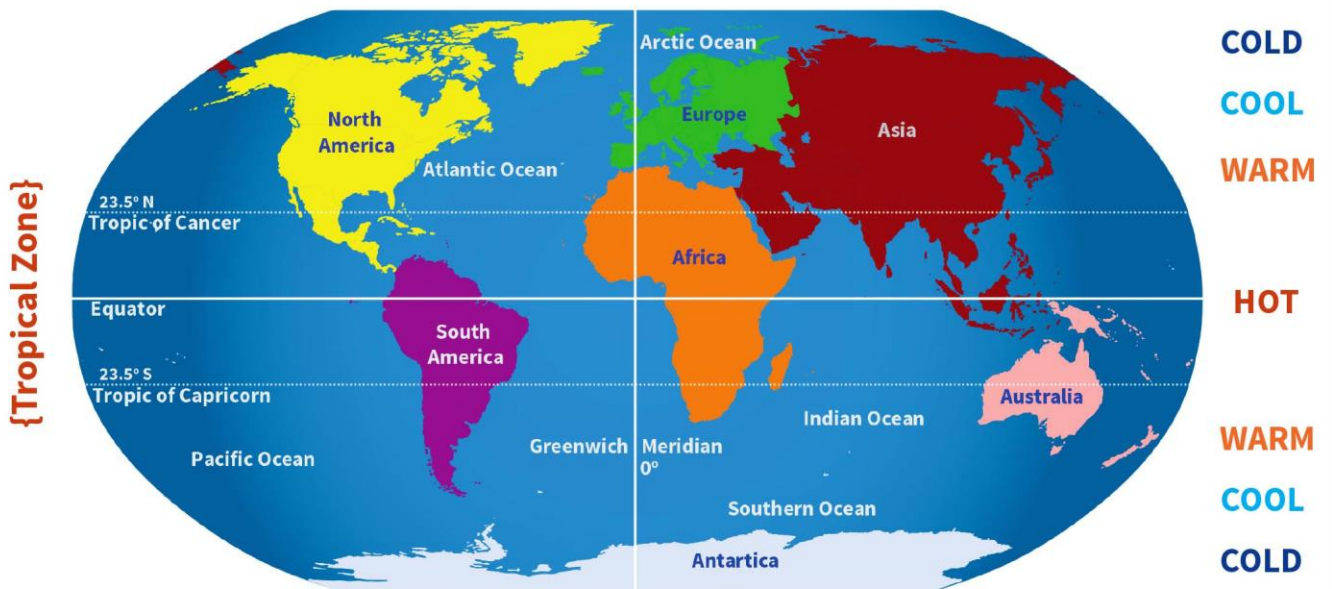 {Tropical Zone}
Arctic Ocean
COLD
COOL
North
America
Europe
Asia
Atlantic Ocean
WARM
23.5° N
Tropic of Cancer
Africa
Equator
HOT
South
America
23.5° S
Tropic of Capricorn
Australia
Indian Ocean
Greenwich Meridian
0°
Pacific Ocean
WARM
COOL
Southern Ocean
Antartica
COLD